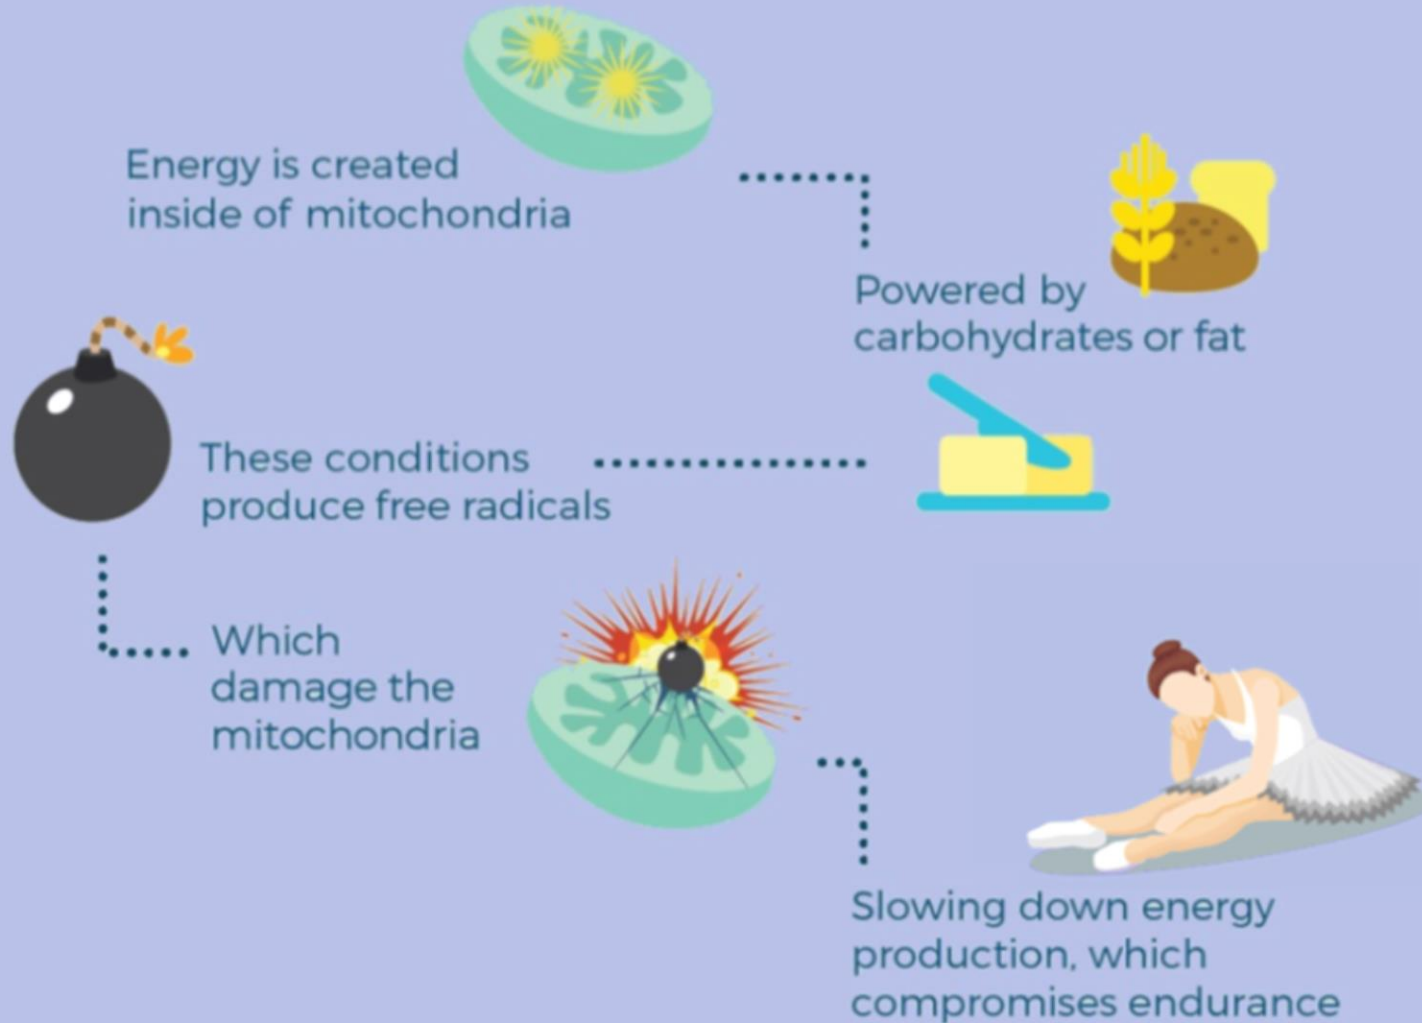 Energy is created
inside of mitochondria
Powered by
carbohydrates or fat
These conditions
produce free radicals
Which
damage the
mitochondria
Slowing down energy
production, which
compromises endurance